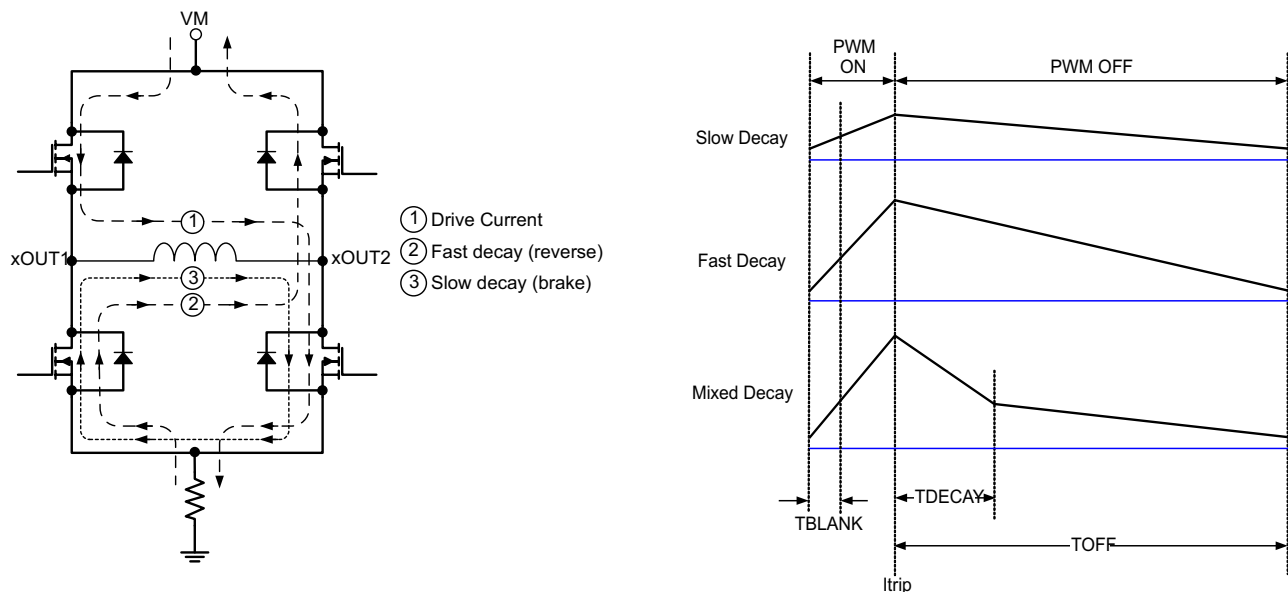 VM
xOUT1
xOUT2
1
3
2
1 Drive Current
2 Fast decay (reverse)
3 Slow decay (brake)
PWM
ON
PWM OFF
Slow Decay
Fast Decay
Mixed Decay
TBLANK
TDECAY
TOFF
Itrip